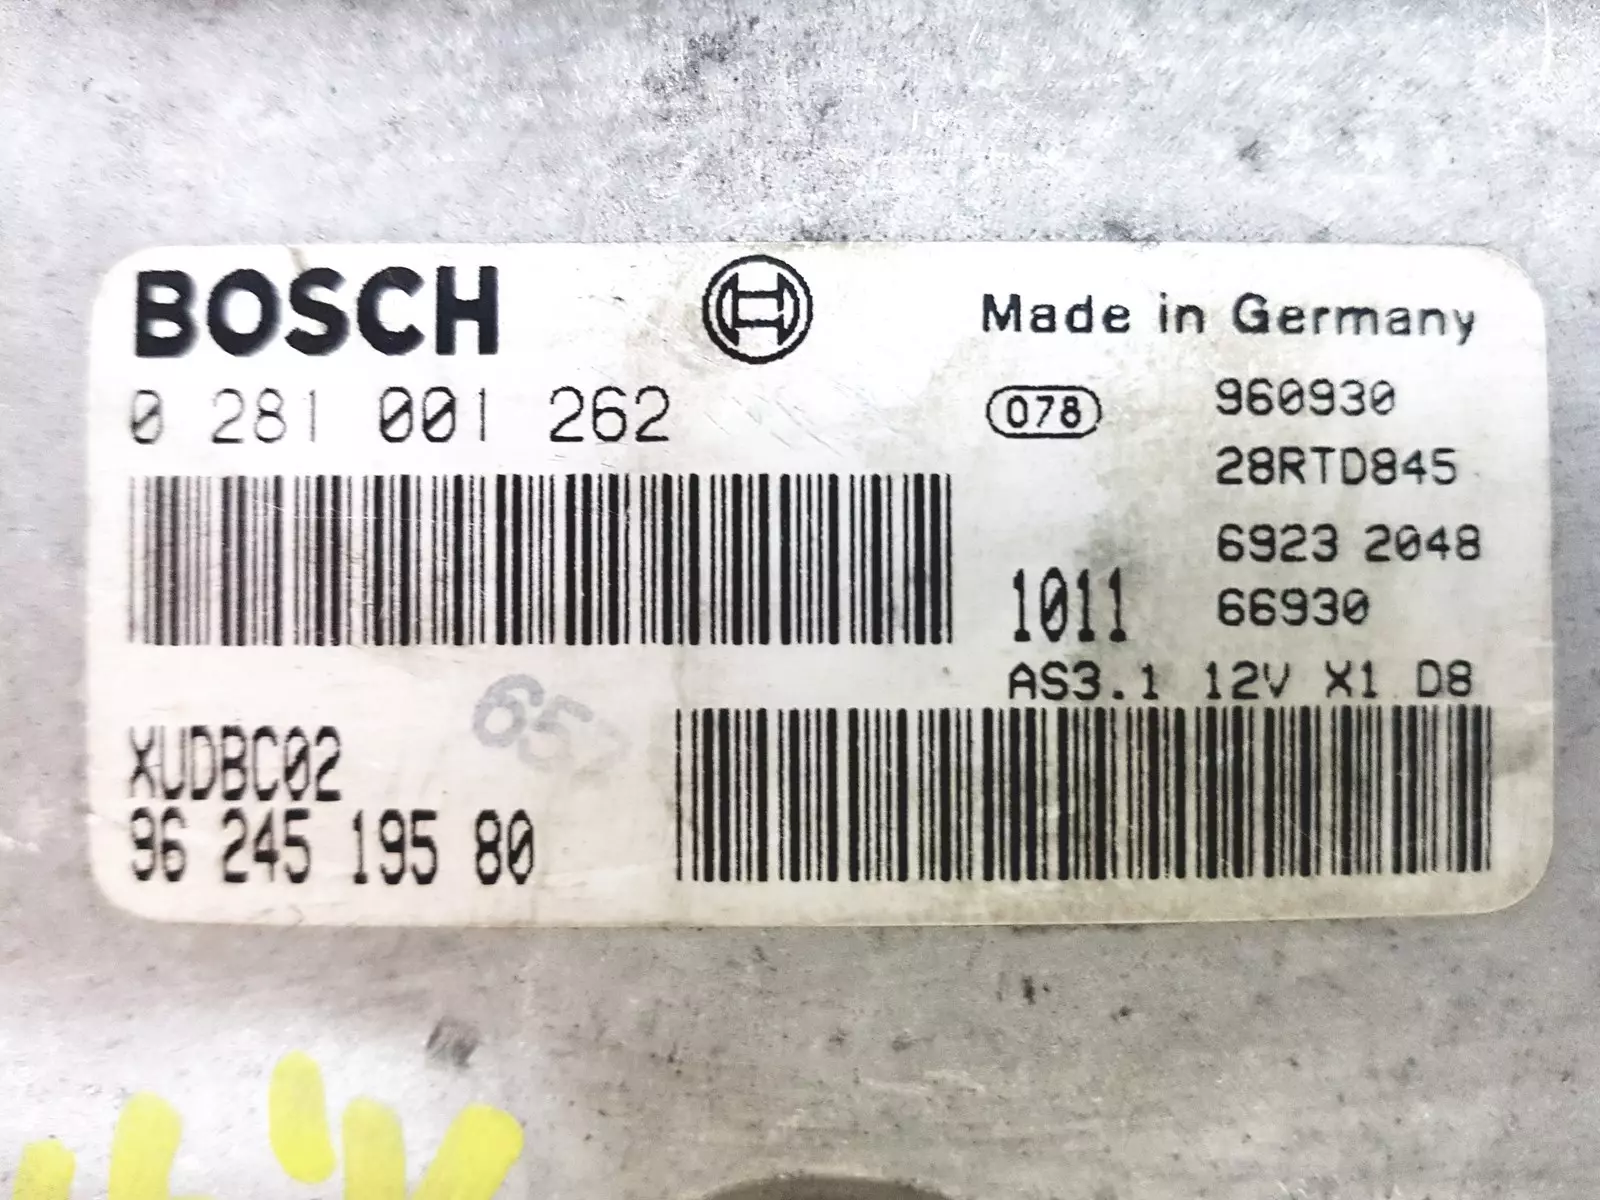 BOSCH
Made in Germany
0 281 001 262
078
960930
28RTD845
6923 2048
1011
66930
AS3.1 12V X1 D8
657
XUDBC02
96 245 195 80